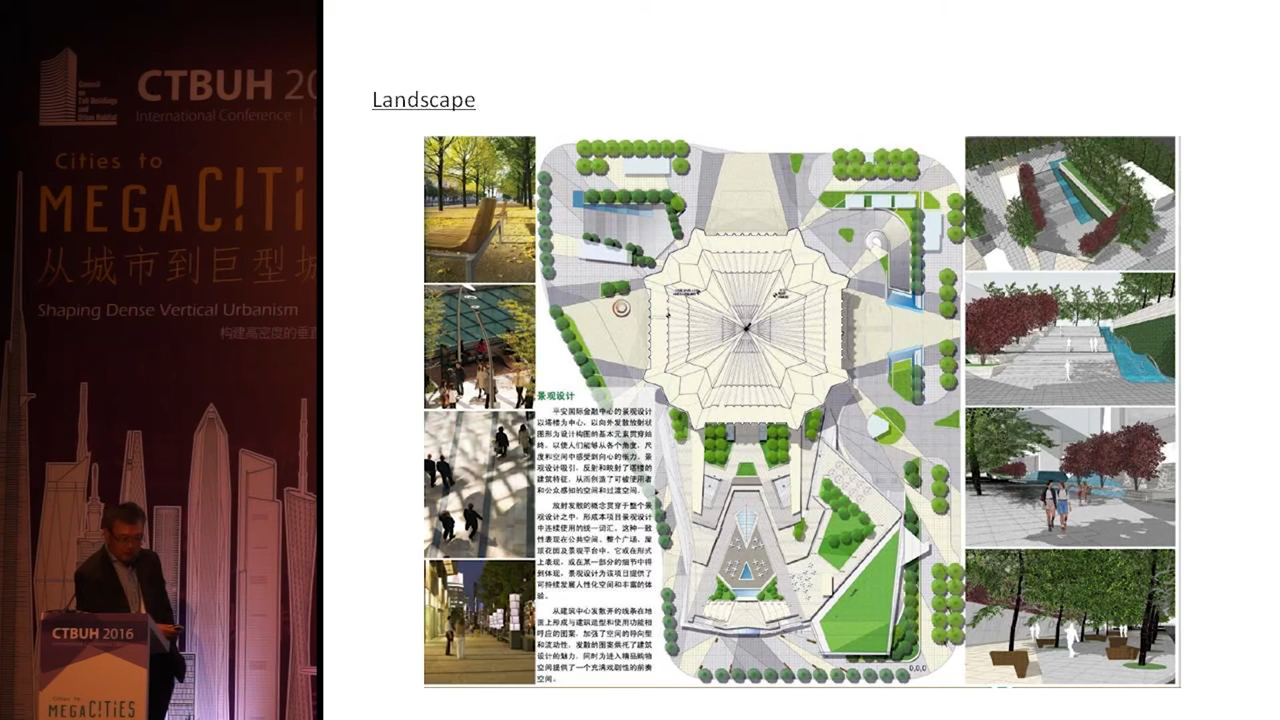 Council
on
Tall Buildings
and
Urban Habitat
CTBUH 20
International Conference |
Cities to
MEGACITI
从城市到巨型城
Shaping Dense Vertical Urbanism
构建高密度的垂直
CTBUH 2016
Cities to
MEGACITIES
Landscape
景观设计
平安国际金融中心的景观设计
以塔楼为中心，以向外发散放射状
图形为设计构图的基本元素贯穿始
终，以使人们能够从各个角度，尺
度和空间中感受到向心的张力。景
观设计吸引，反射和映射了塔楼的
建筑特征，从而创造了可被使用者
和公众感知的空间和过渡空间。
放射发散的概念贯穿于整个景
观设计之中，形成本项目景观设计
中连续使用的统一词汇。这种一致
性表现在公共空间，整个广场，屋
顶花园及景观平台中，它或在形式
上表现，或在某一部分的细节中得
到体现，景观设计为该项目提供了
可持续发展人性化空间和丰富的体
验。
从建筑中心发散开的线条在地
面上形成与建筑造型和使用功能相
呼应的图案，加强了空间的导向型
和流动性，发散的图案烘托了建筑
设计的魅力，同时为进入精品购物
空间提供了一个充满戏剧性的前奏
空间。
0,0,0